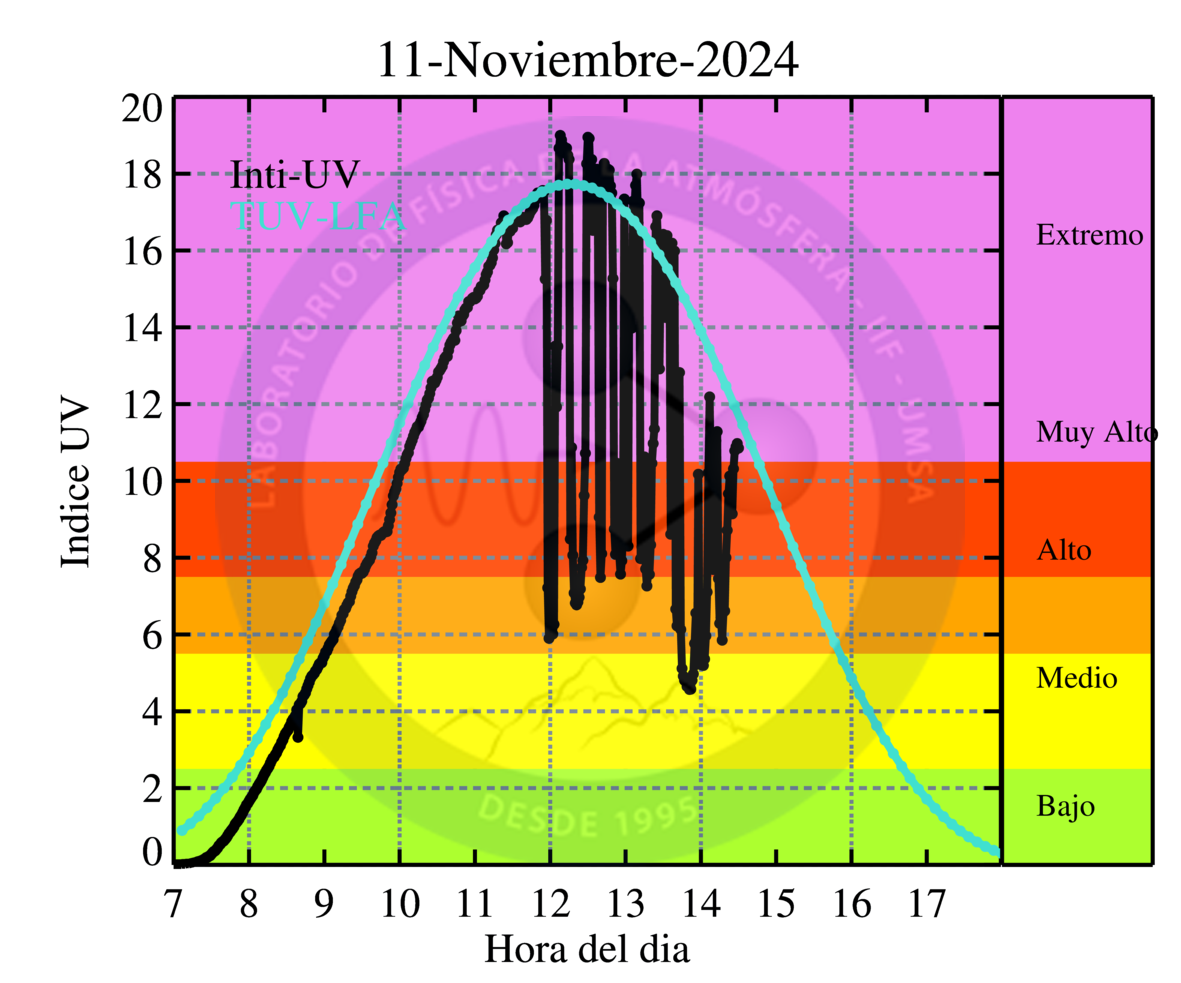 11-Noviembre-2024
Indice UV
20
18
16
14
12
10
8
6
4
2
0
Inti-UV
TUV-LFA
LABORATORIO DE FÍSICA DE LA ATMÓSFERA - IIF - UMSA
DESDE 1995
Extremo
Muy Alto
Alto
Medio
Bajo
7 8 9 10 11 12 13 14 15 16 17
Hora del dia